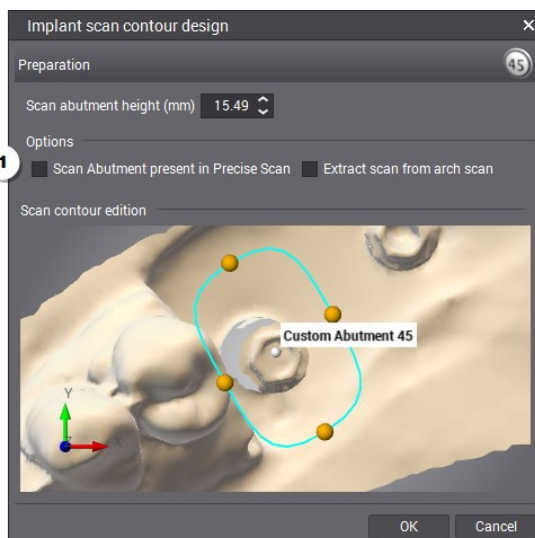 Implant scan contour design
Preparation
45
Scan abutment height (mm) 15.49
Options
1
Scan Abutment present in Precise Scan Extract scan from arch scan
Scan contour edition
Custom Abutment 45
Y
Z X
OK Cancel